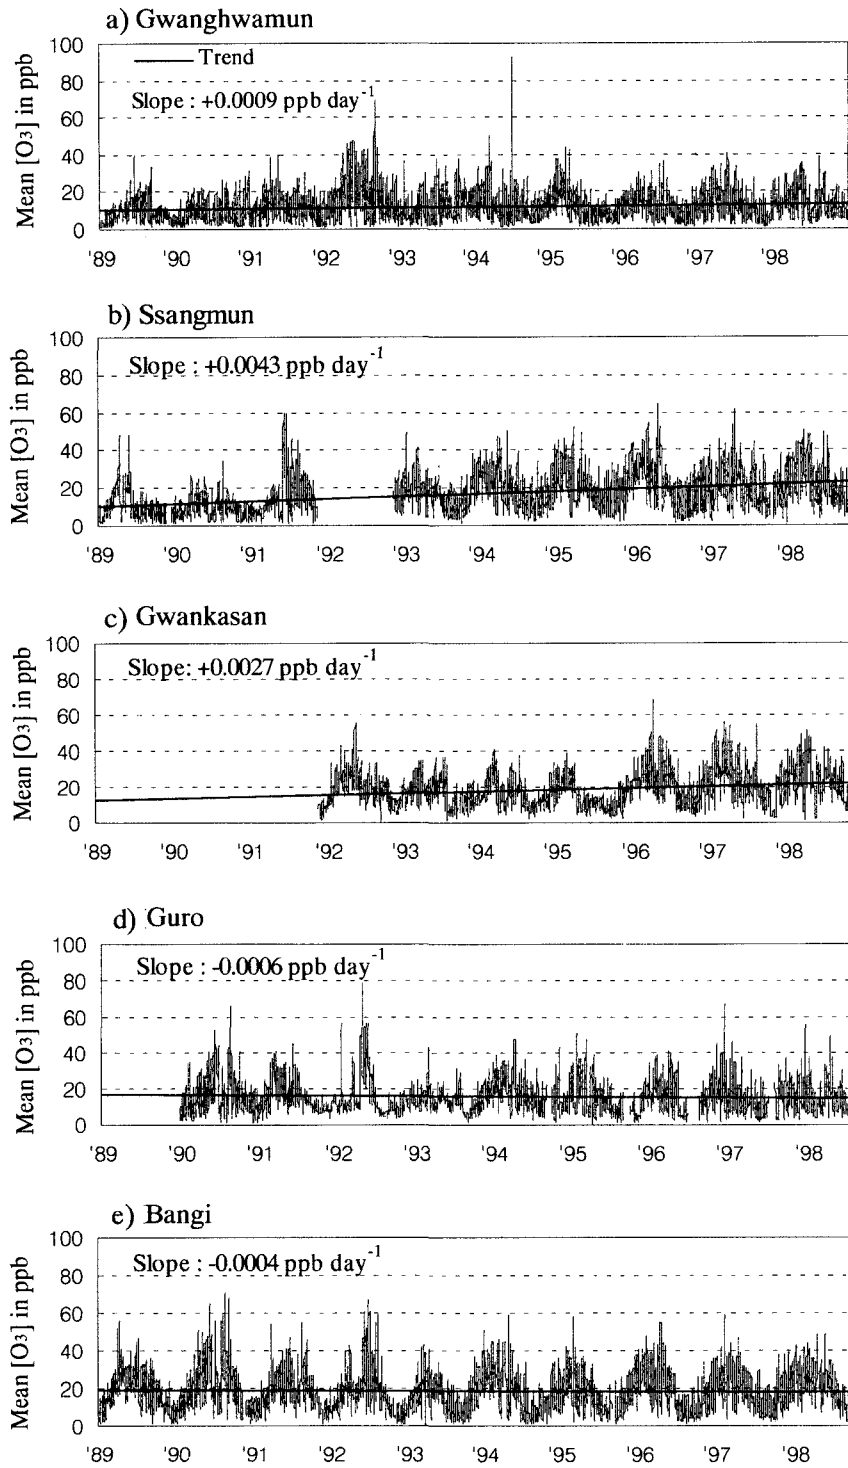 a) Gwanghwamun
Mean [O3] in ppb
100
80
60
40
20
0
Trend
Slope : +0.0009 ppb day-1
'89 '90 '91 '92 '93 '94 '95 '96 '97 '98
b) Ssangmun
Mean [O3] in ppb
100
80
60
40
20
0
Slope : +0.0043 ppb day-1
'89 '90 '91 '92 '93 '94 '95 '96 '97 '98
c) Gwankasan
Mean [O3] in ppb
100
80
60
40
20
0
Slope: +0.0027 ppb day-1
'89 '90 '91 '92 '93 '94 '95 '96 '97 '98
d) Guro
Mean [O3] in ppb
100
80
60
40
20
0
Slope : -0.0006 ppb day-1
'89 '90 '91 '92 '93 '94 '95 '96 '97 '98
e) Bangi
Mean [O3] in ppb
100
80
60
40
20
0
Slope : -0.0004 ppb day-1
'89 '90 '91 '92 '93 '94 '95 '96 '97 '98